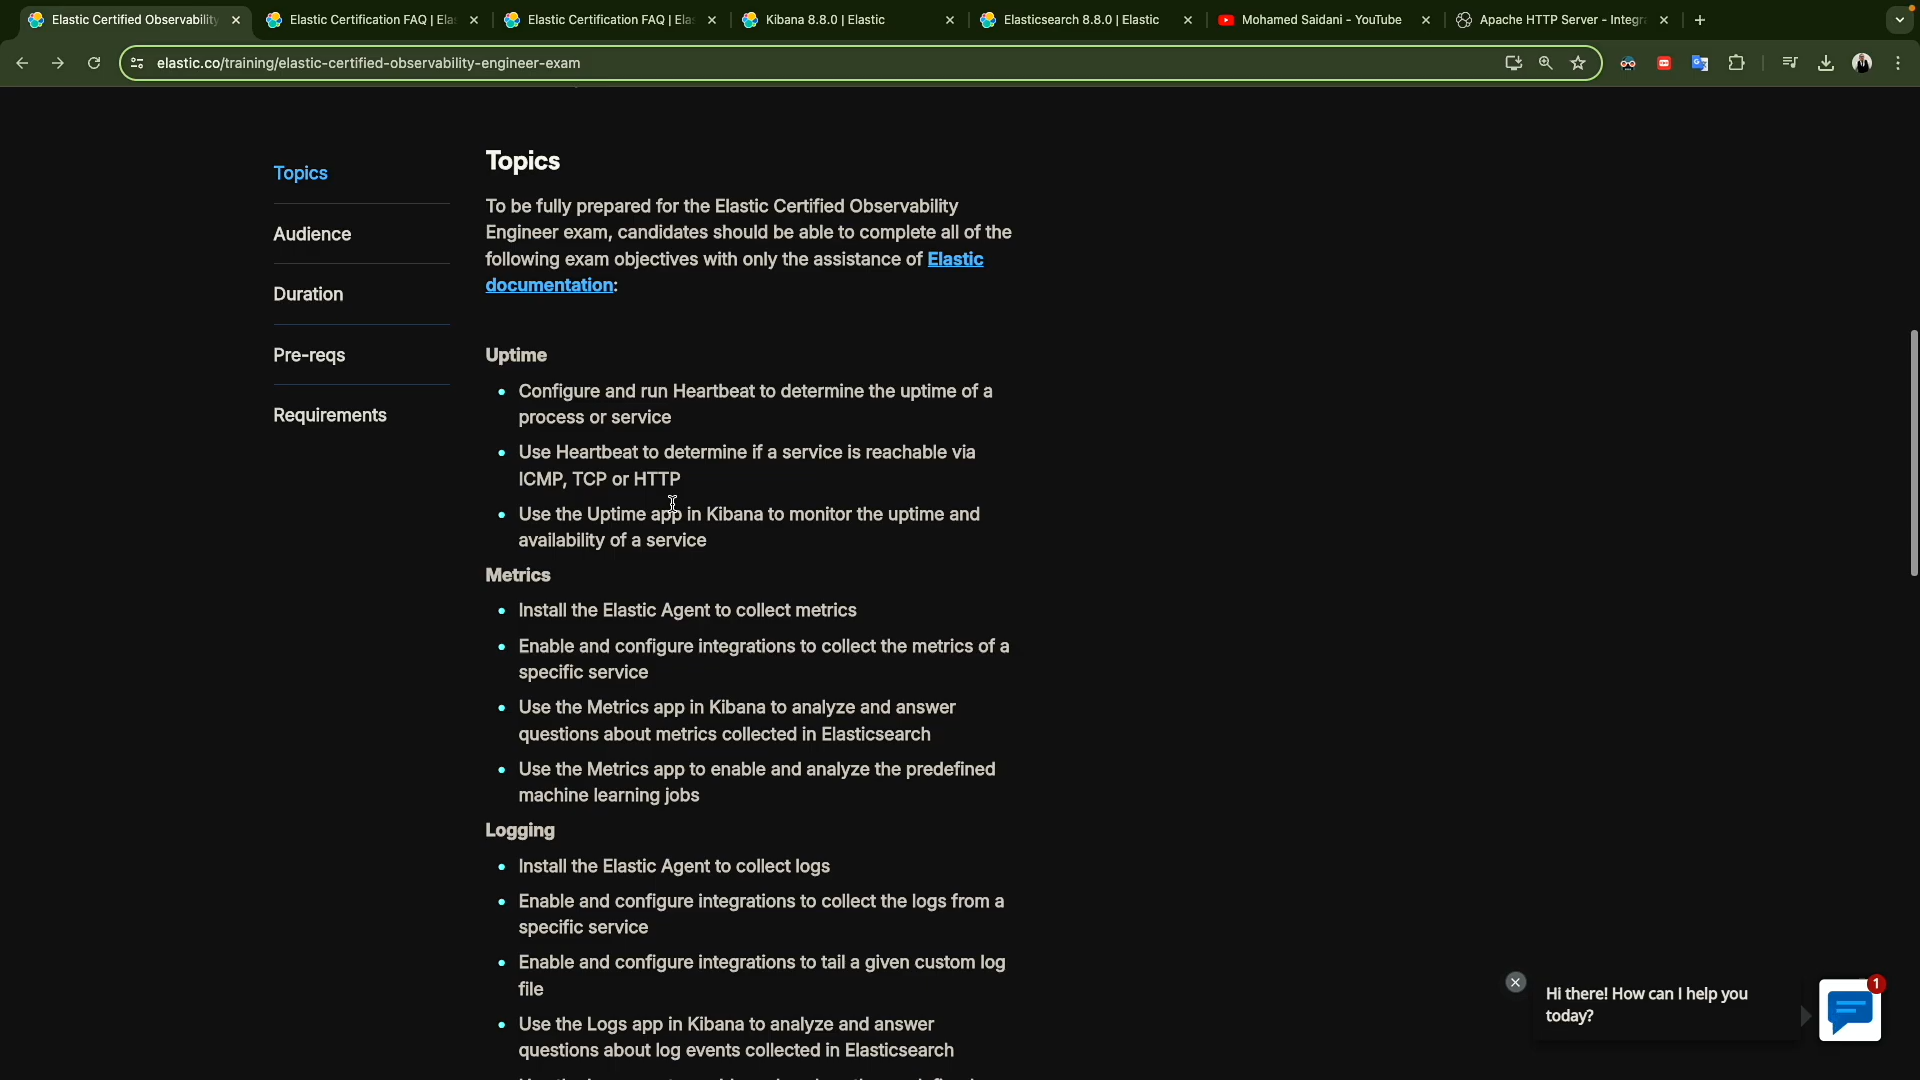 Elastic Certified Observability
Elastic Certification FAQ | Ela
Elastic Certification FAQ | Ela
Kibana 8.8.0 | Elastic
Elasticsearch 8.8.0 | Elastic
Mohamed Saidani - YouTube
Apache HTTP Server - Integra
elastic.co/training/elastic-certified-observability-engineer-exam
Topics
Audience
Duration
Pre-reqs
Requirements
Topics
To be fully prepared for the Elastic Certified Observability
Engineer exam, candidates should be able to complete all of the
following exam objectives with only the assistance of Elastic
documentation:
Uptime
Configure and run Heartbeat to determine the uptime of a
process or service
Use Heartbeat to determine if a service is reachable via
ICMP, TCP or HTTP
Use the Uptime app in Kibana to monitor the uptime and
availability of a service
Metrics
Install the Elastic Agent to collect metrics
Enable and configure integrations to collect the metrics of a
specific service
Use the Metrics app in Kibana to analyze and answer
questions about metrics collected in Elasticsearch
Use the Metrics app to enable and analyze the predefined
machine learning jobs
Logging
Install the Elastic Agent to collect logs
Enable and configure integrations to collect the logs from a
specific service
Enable and configure integrations to tail a given custom log
file
Use the Logs app in Kibana to analyze and answer
questions about log events collected in Elasticsearch
Hi there! How can I help you
today?
1